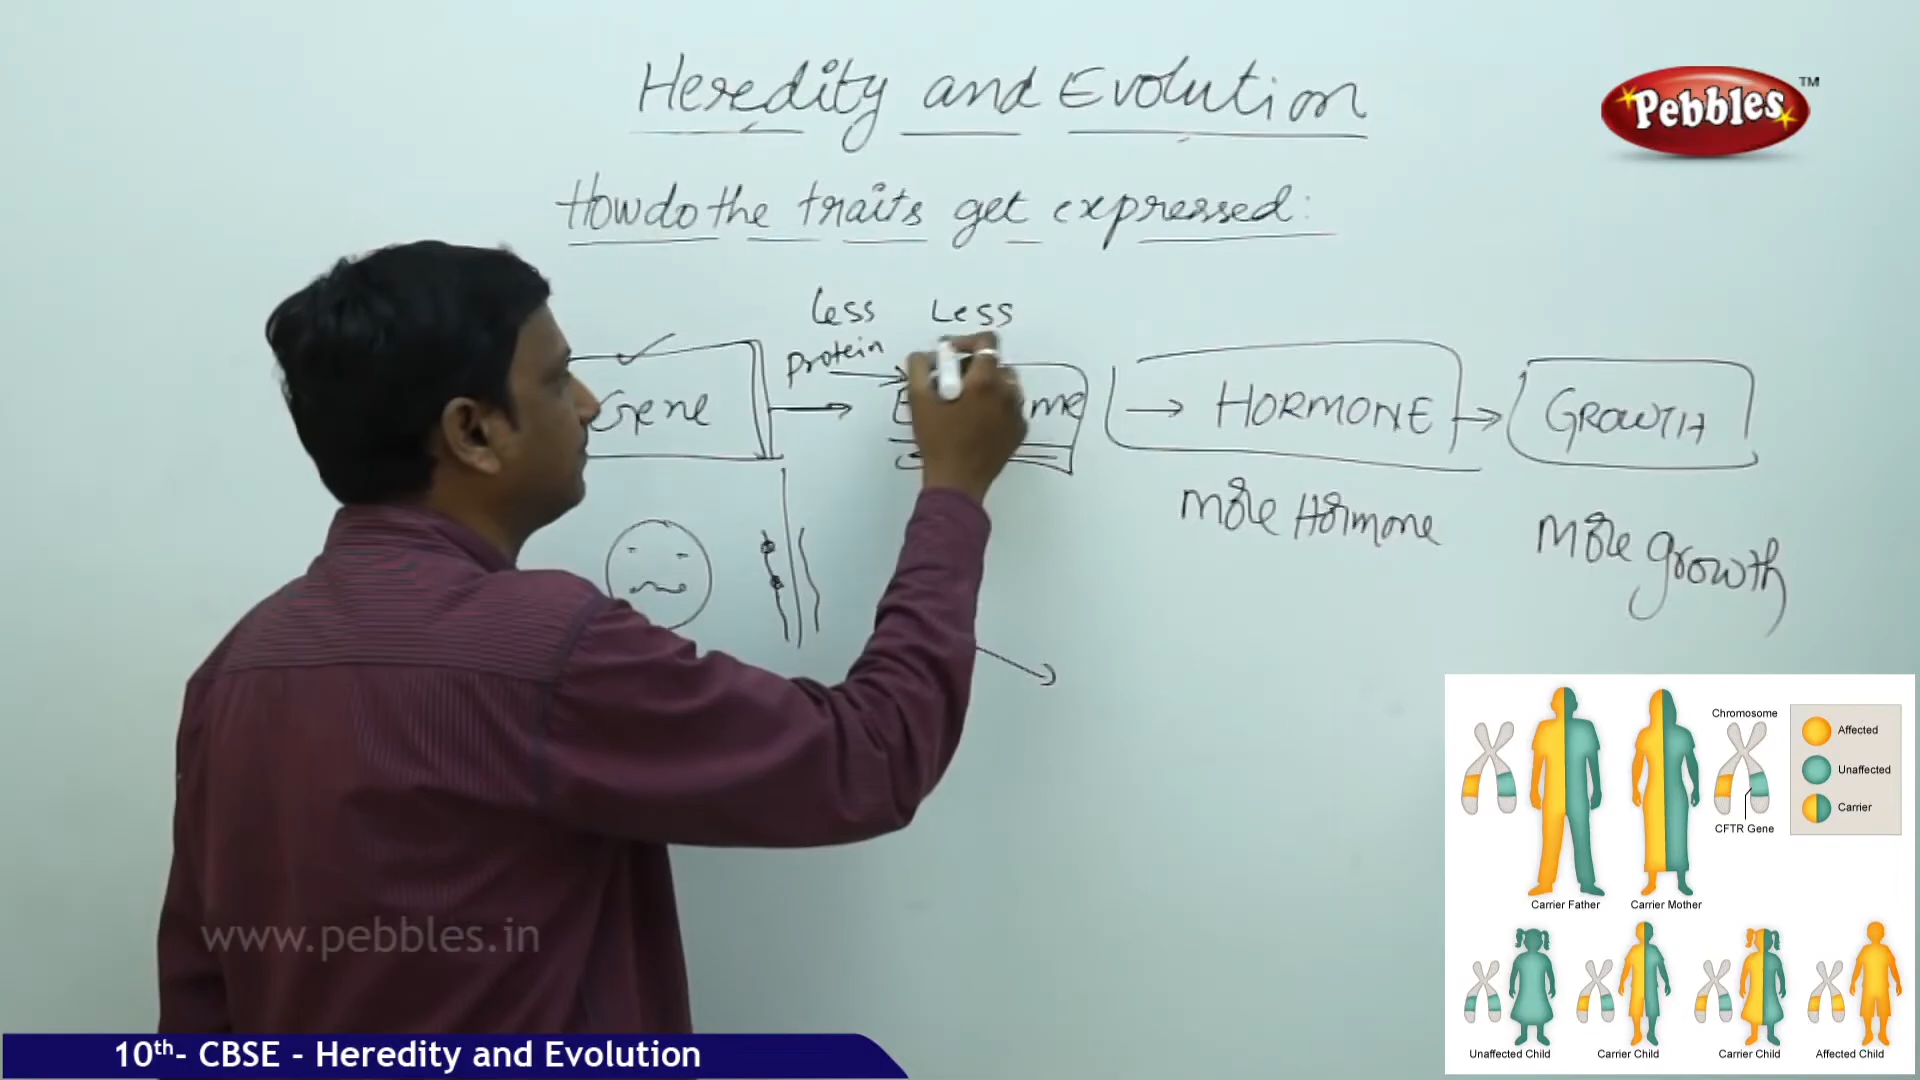 Heredity and Evolution
Pebbles TM
How do the traits get expressed:
Less Less
Protein
Gene
→ HORMONE → GROWTH
More Hormone
More growth
Chromosome
Affected
Unaffected
Carrier
CFTR Gene
Carrier Father
Carrier Mother
www.pebbles.in
Unaffected Child
Carrier Child
Carrier Child
Affected Child
10th- CBSE - Heredity and Evolution